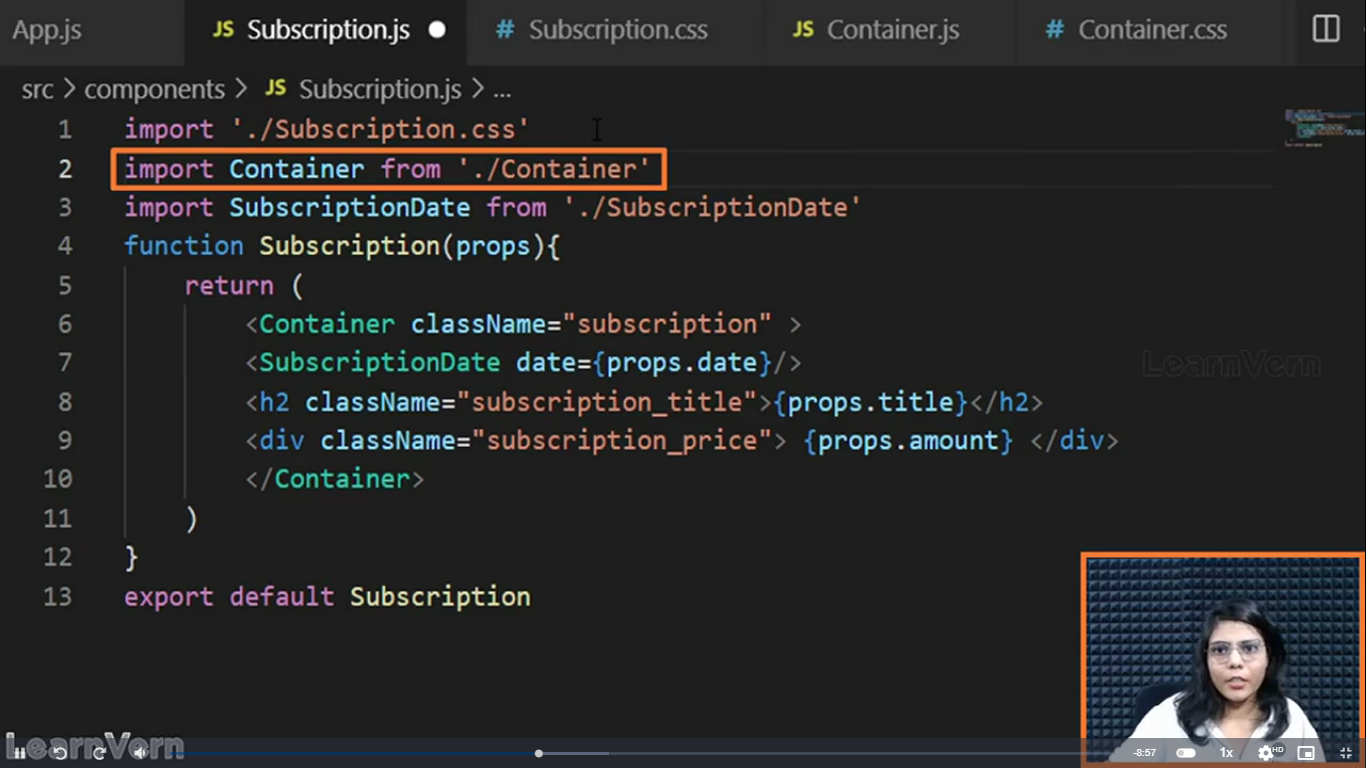 App.js
JS Subscription.js
# Subscription.css
JS Container.js
# Container.css
src > components > JS Subscription.js > ...
1 import './Subscription.css'
2 import Container from './Container'
3 import SubscriptionDate from './SubscriptionDate'
4 function Subscription(props){
5 return (
6 <Container className="subscription" >
7 <SubscriptionDate date={props.date}/>
8 <h2 className="subscription_title">{props.title}</h2>
9 <div className="subscription_price"> {props.amount} </div>
10 </Container>
11 )
12 }
13 export default Subscription
LearnVern
LearnVern
-8:57
1x
HD